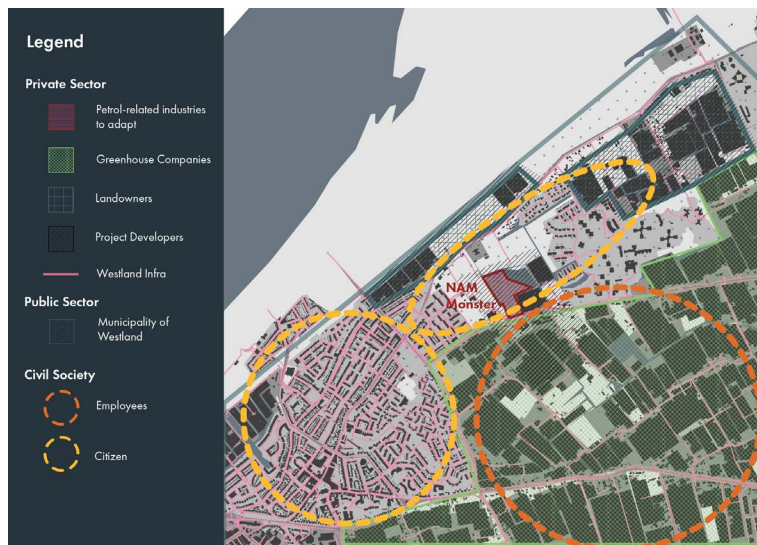 Legend
Private Sector
Petrol-related industries
to adapt
Greenhouse Companies
Landowners
Project Developers
Westland Infra
Public Sector
Municipality of
Westland
Civil Society
Employees
Citizen
NAM
Monster